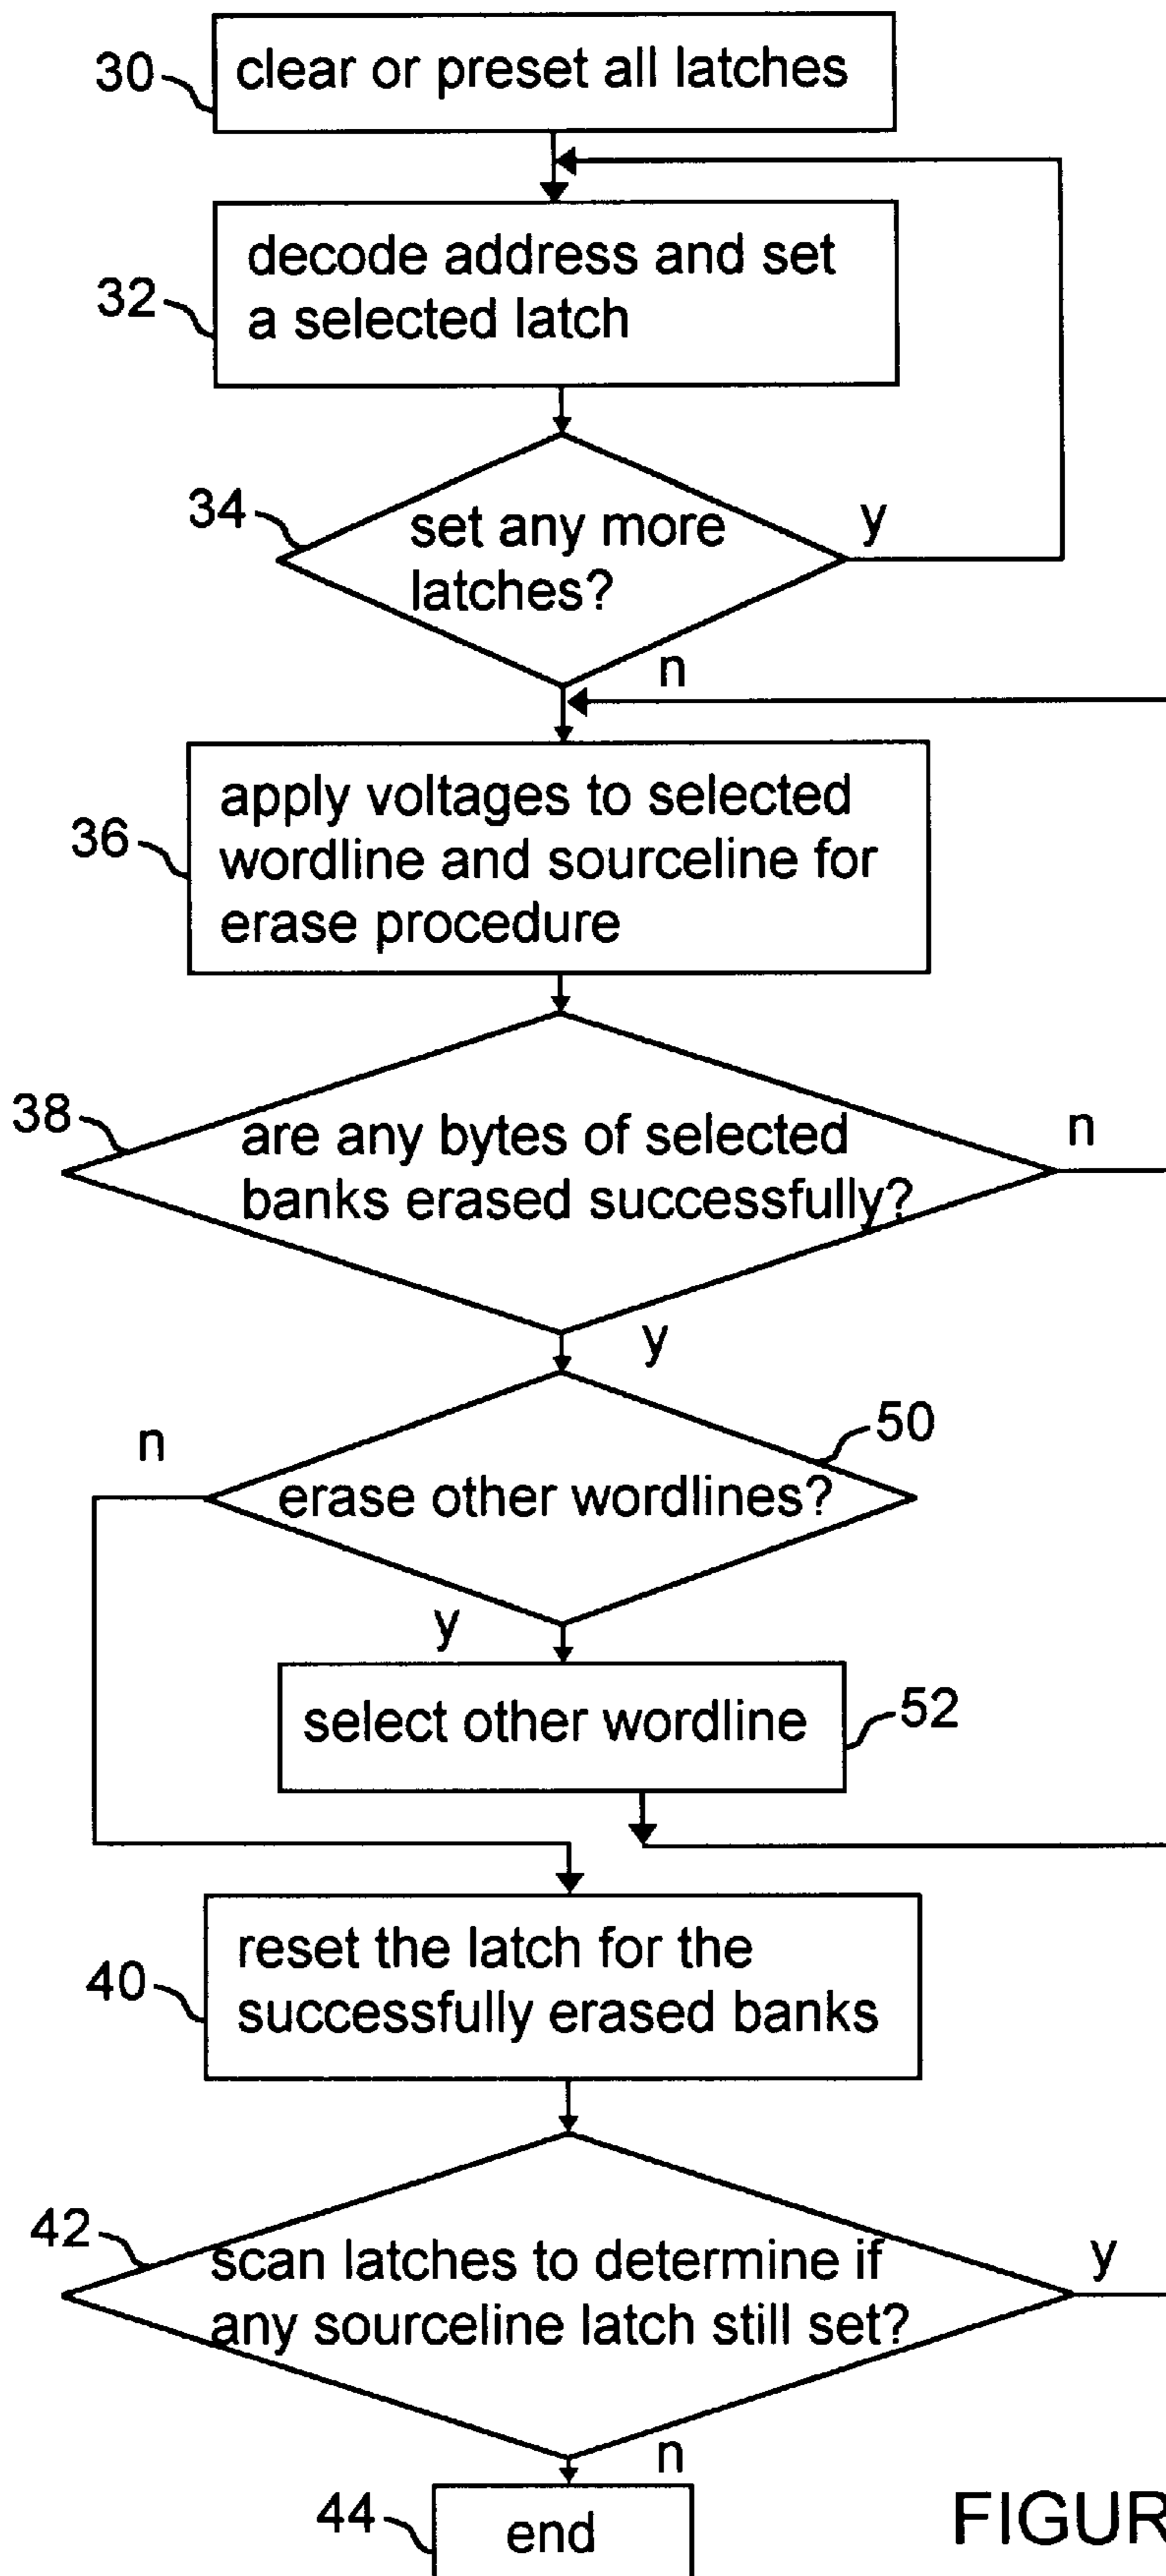 30
clear or preset all latches
32
decode address and set
a selected latch
34
set any more
latches?
y
n
36
apply voltages to selected
wordline and sourceline for
erase procedure
38
are any bytes of selected
banks erased successfully?
n
y
50
n
erase other wordlines?
y
select other wordline
52
40
reset the latch for the
successfully erased banks
42
scan latches to determine if
any sourceline latch still set?
y
n
44
end
FIGUR